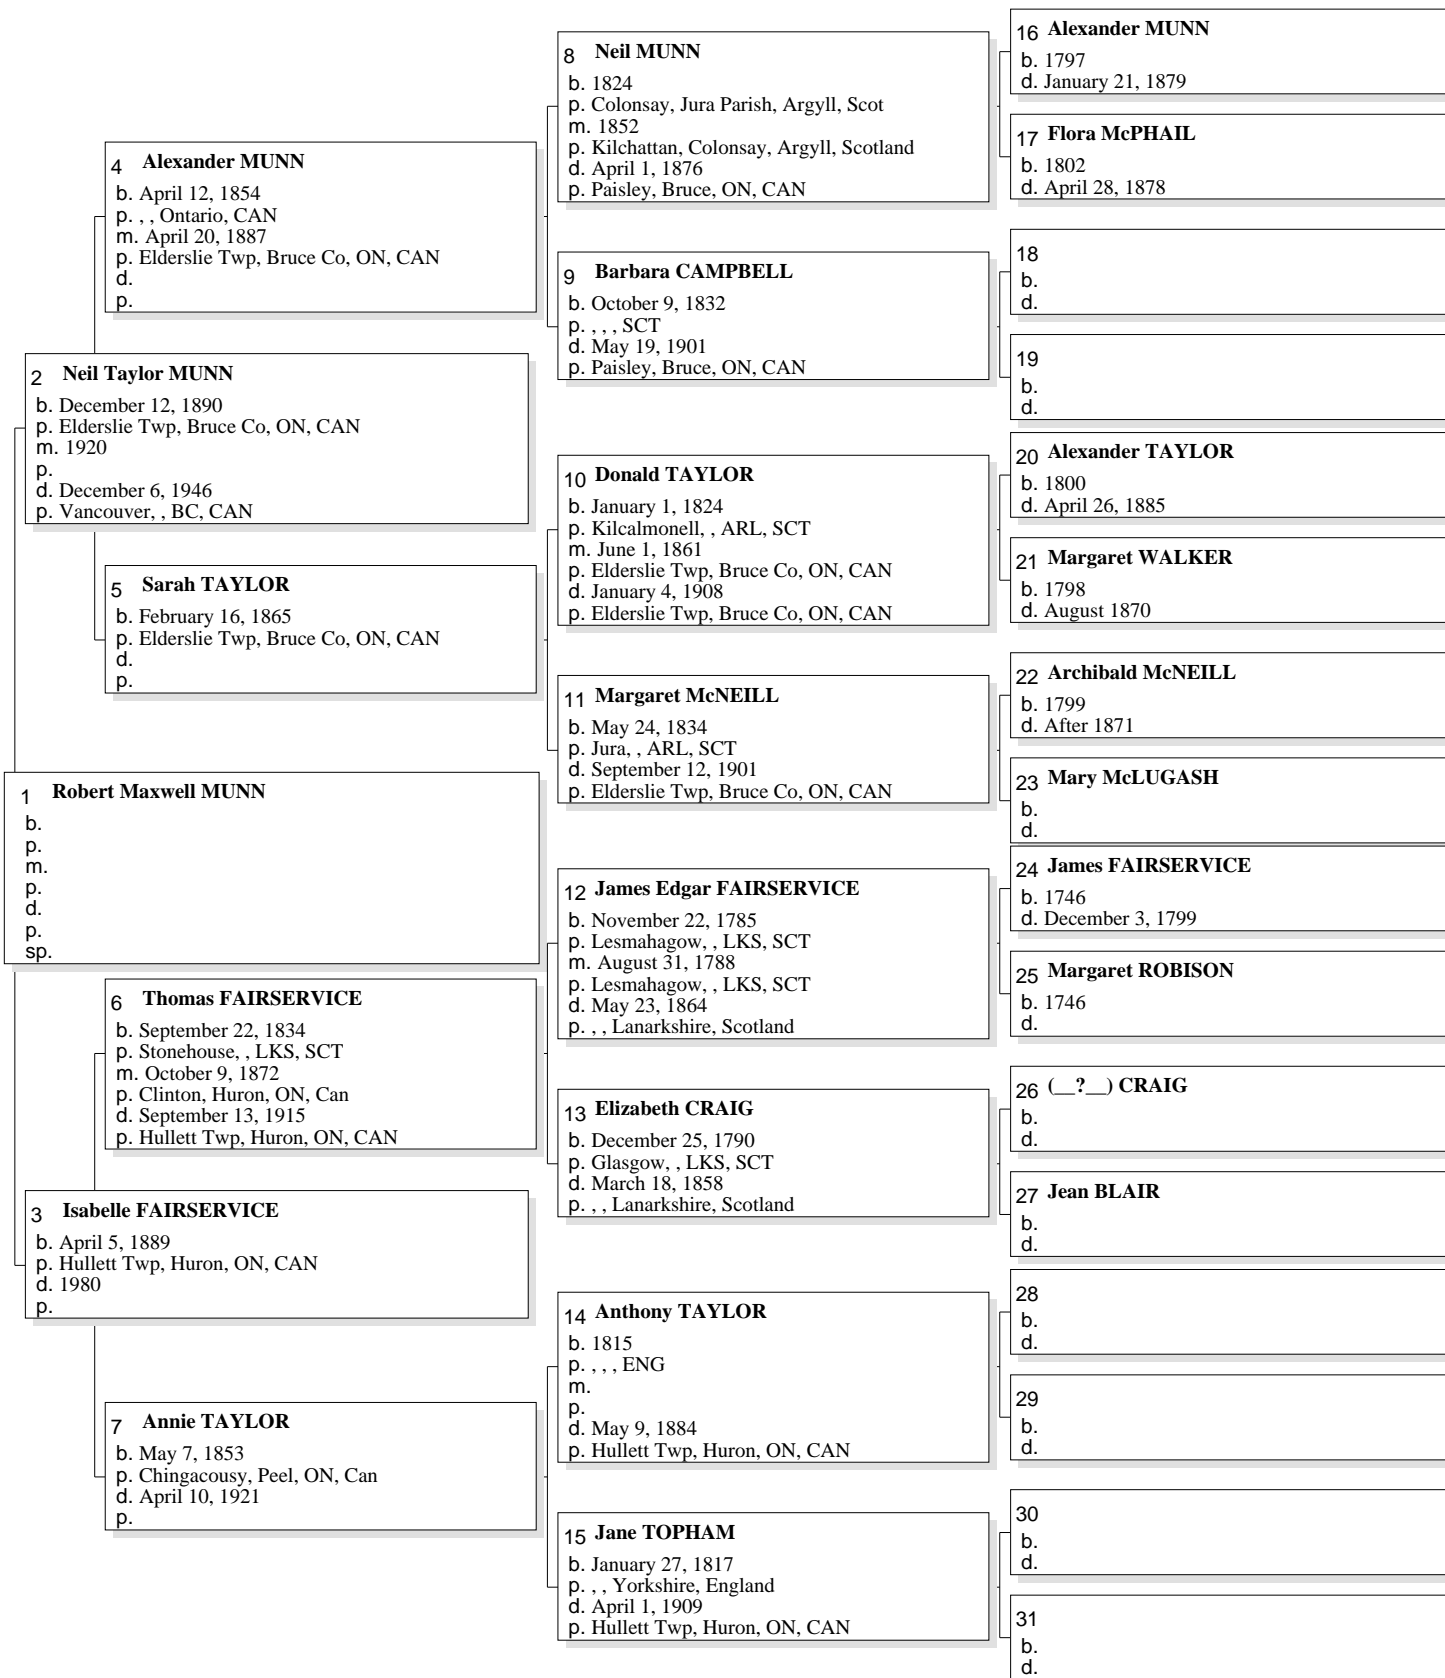 1 Robert Maxwell MUNN
b.
p.
m.
p.
d.
p.
sp.
2 Neil Taylor MUNN
b. December 12, 1890
p. Elderslie Twp, Bruce Co, ON, CAN
m. 1920
p.
d. December 6, 1946
p. Vancouver, , BC, CAN
3 Isabelle FAIRSERVICE
b. April 5, 1889
p. Hullett Twp, Huron, ON, CAN
d. 1980
p.
4 Alexander MUNN
b. April 12, 1854
p. , , Ontario, CAN
m. April 20, 1887
p. Elderslie Twp, Bruce Co, ON, CAN
d.
p.
5 Sarah TAYLOR
b. February 16, 1865
p. Elderslie Twp, Bruce Co, ON, CAN
d.
p.
6 Thomas FAIRSERVICE
b. September 22, 1834
p. Stonehouse, , LKS, SCT
m. October 9, 1872
p. Clinton, Huron, ON, Can
d. September 13, 1915
p. Hullett Twp, Huron, ON, CAN
7 Annie TAYLOR
b. May 7, 1853
p. Chingacousy, Peel, ON, Can
d. April 10, 1921
p.
8 Neil MUNN
b. 1824
p. Colonsay, Jura Parish, Argyll, Scot
m. 1852
p. Kilchattan, Colonsay, Argyll, Scotland
d. April 1, 1876
p. Paisley, Bruce, ON, CAN
9 Barbara CAMPBELL
b. October 9, 1832
p. , , , SCT
d. May 19, 1901
p. Paisley, Bruce, ON, CAN
10 Donald TAYLOR
b. January 1, 1824
p. Kilcalmonell, , ARL, SCT
m. June 1, 1861
p. Elderslie Twp, Bruce Co, ON, CAN
d. January 4, 1908
p. Elderslie Twp, Bruce Co, ON, CAN
11 Margaret McNEILL
b. May 24, 1834
p. Jura, , ARL, SCT
d. September 12, 1901
p. Elderslie Twp, Bruce Co, ON, CAN
12 James Edgar FAIRSERVICE
b. November 22, 1785
p. Lesmahagow, , LKS, SCT
m. August 31, 1788
p. Lesmahagow, , LKS, SCT
d. May 23, 1864
p. , , Lanarkshire, Scotland
13 Elizabeth CRAIG
b. December 25, 1790
p. Glasgow, , LKS, SCT
d. March 18, 1858
p. , , Lanarkshire, Scotland
14 Anthony TAYLOR
b. 1815
p. , , , ENG
m.
p.
d. May 9, 1884
p. Hullett Twp, Huron, ON, CAN
15 Jane TOPHAM
b. January 27, 1817
p. , , Yorkshire, England
d. April 1, 1909
p. Hullett Twp, Huron, ON, CAN
16 Alexander MUNN
b. 1797
d. January 21, 1879
17 Flora McPHAIL
b. 1802
d. April 28, 1878
18
b.
d.
19
b.
d.
20 Alexander TAYLOR
b. 1800
d. April 26, 1885
21 Margaret WALKER
b. 1798
d. August 1870
22 Archibald McNEILL
b. 1799
d. After 1871
23 Mary McLUGASH
b.
d.
24 James FAIRSERVICE
b. 1746
d. December 3, 1799
25 Margaret ROBISON
b. 1746
d.
26 (__?__) CRAIG
b.
d.
27 Jean BLAIR
b.
d.
28
b.
d.
29
b.
d.
30
b.
d.
31
b.
d.